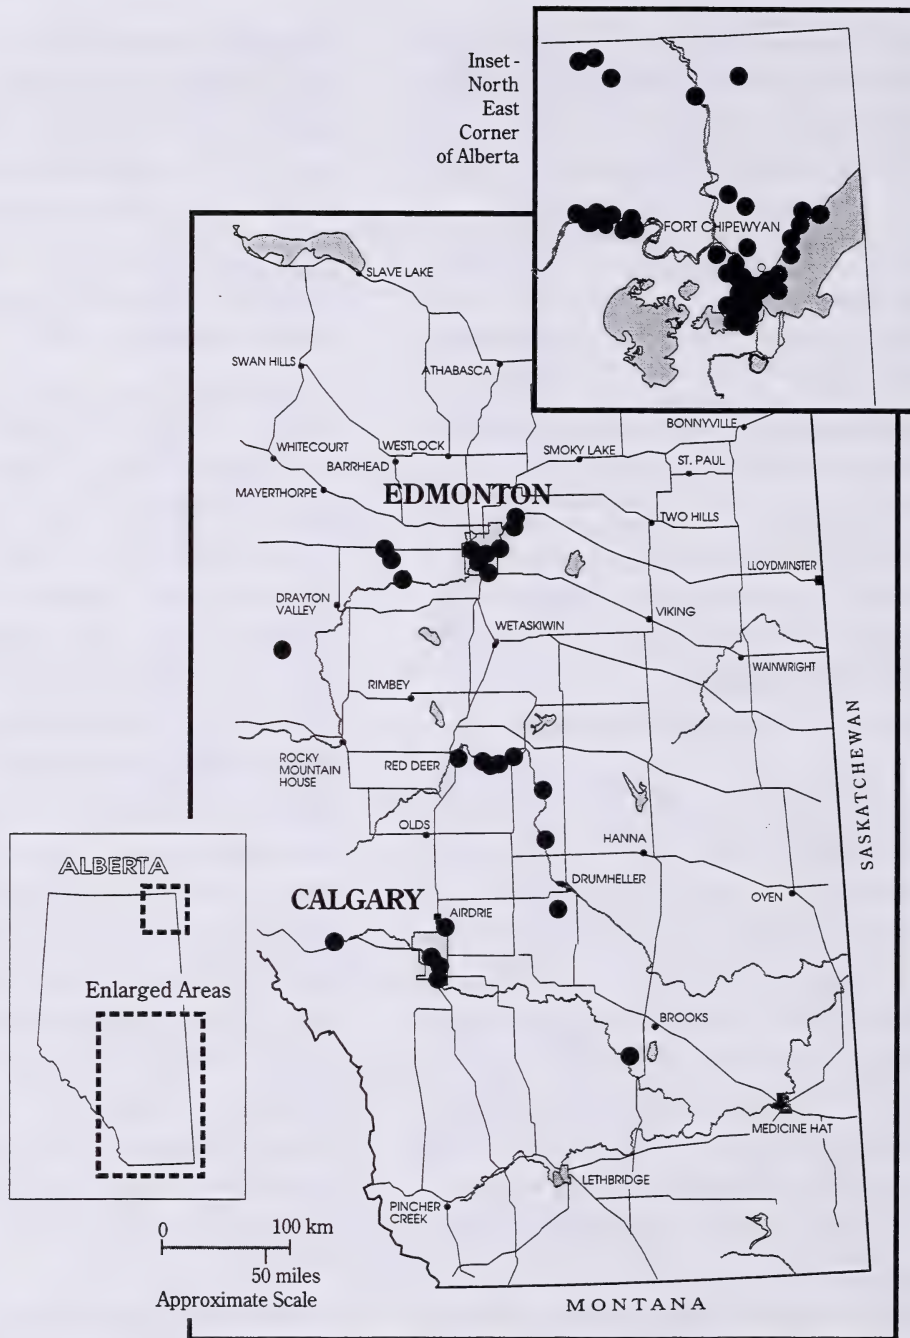 Inset -
North
East
Corner
of Alberta
FORT CHIPEWYAN
SLAVE LAKE
SWAN HILLS
ATHABASCA
BONNYVILLE
WHITECOURT
WESTLOCK
SMOKY LAKE
BARRHEAD
ST. PAUL
MAYERTHORPE
EDMONTON
TWO HILLS
LLOYDMINSTER
DRAYTON
VALLEY
VIKING
WETASKIWIN
WAINWRIGHT
RIMBEY
ROCKY
MOUNTAIN
HOUSE
RED DEER
SASKATCHEWAN
OLDS
HANNA
ALBERTA
DRUMHELLER
OYEN
CALGARY
AIRDRIE
Enlarged Areas
BROOKS
MEDICINE HAT
LETHBRIDGE
PINCHER
CREEK
0 100 km
50 miles
Approximate Scale
MONTANA